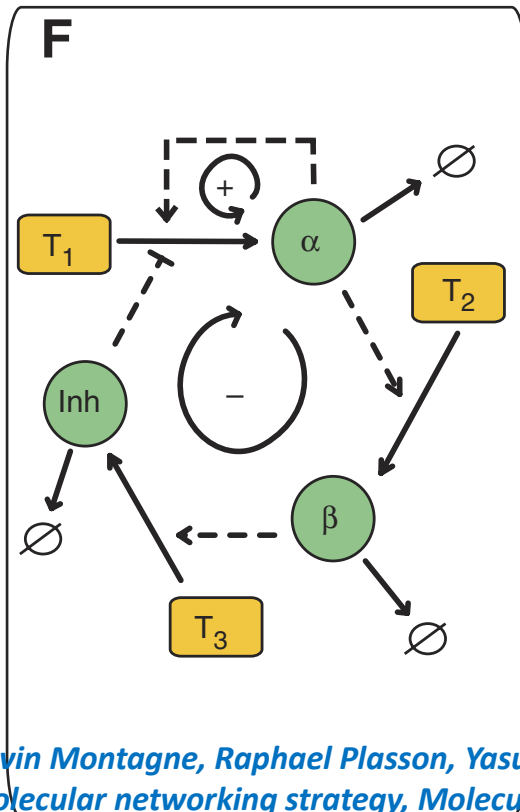 F
+
α
∅
T1
T2
Inh
−
β
∅
T3
∅
vin Montagne, Raphael Plasson, Yasu
olecular networking strategy, Molecu